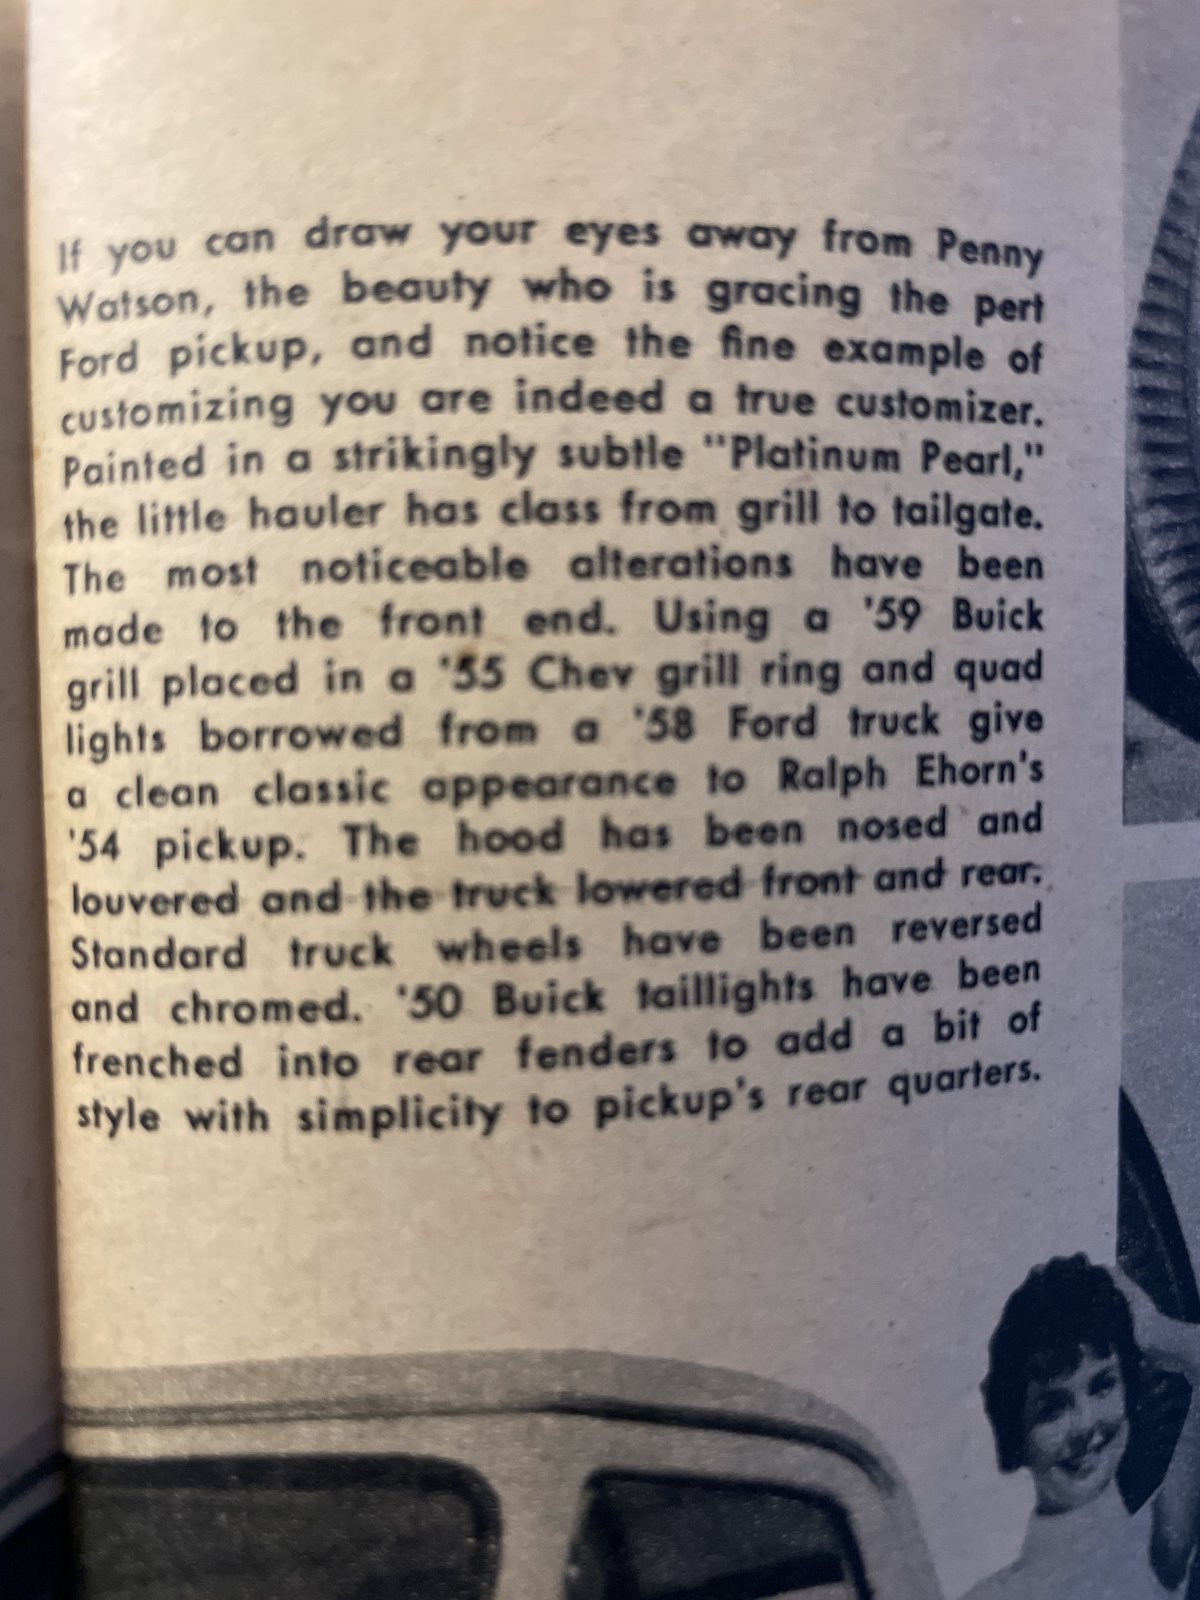 If you can draw your eyes away from Penny
Watson, the beauty who is gracing the pert
Ford pickup, and notice the fine example of
customizing you are indeed a true customizer.
Painted in a strikingly subtle "Platinum Pearl,"
the little hauler has class from grill to tailgate.
The most noticeable alterations have been
made to the front end. Using a '59 Buick
grill placed in a '55 Chev grill ring and quad
lights borrowed from a '58 Ford truck give
a clean classic appearance to Ralph Ehorn's
'54 pickup. The hood has been nosed and
louvered and the truck lowered front and rear.
Standard truck wheels have been reversed
and chromed. '50 Buick taillights have been
frenched into rear fenders to add a bit of
style with simplicity to pickup's rear quarters.